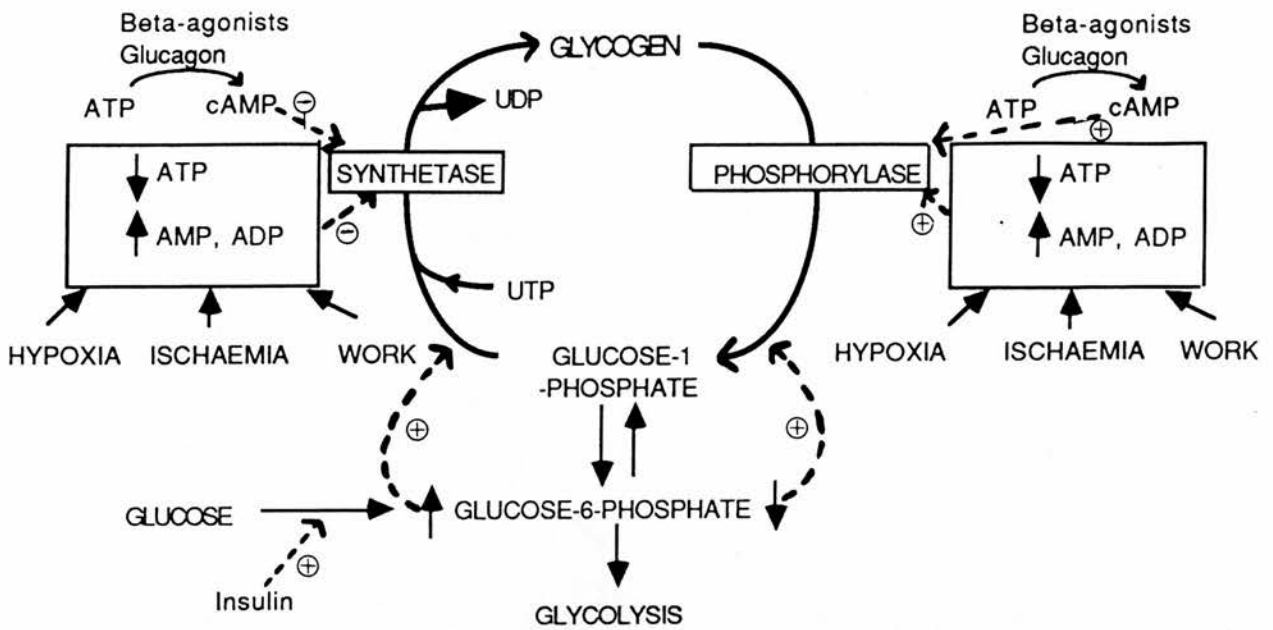 Beta-agonists
Glucagon
ATP
cAMP
⊖
GLYCOGEN
UDP
Beta-agonists
Glucagon
ATP
cAMP
⊕
ATP
AMP, ADP
SYNTHETASE
⊖
PHOSPHORYLASE
⊕
ATP
AMP, ADP
UTP
HYPOXIA
ISCHAEMIA
WORK
GLUCOSE-1
-PHOSPHATE
HYPOXIA
ISCHAEMIA
WORK
⊕
⊕
GLUCOSE
GLUCOSE-6-PHOSPHATE
⊕
Insulin
GLYCOLYSIS